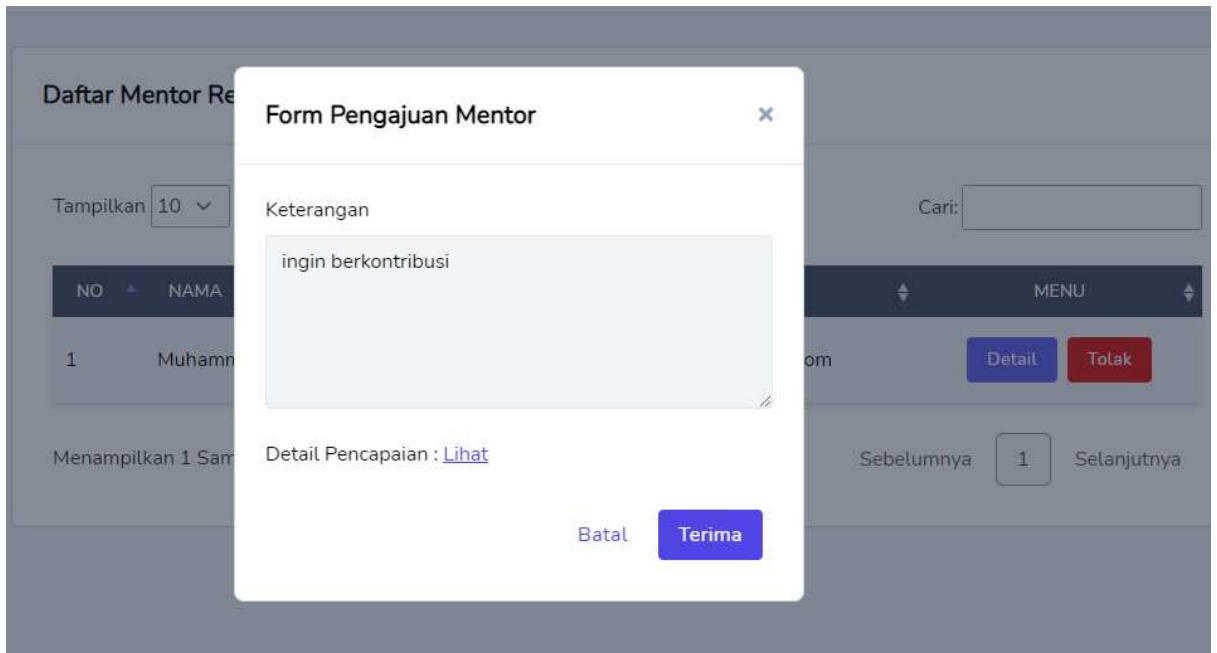 Daftar Mentor Re
Form Pengajuan Mentor
×
Tampilkan 10
Keterangan
Cari:
ingin berkontribusi
NO NAMA MENU
1 Muhamm om Detail Tolak
Detail Pencapaian : Lihat
Menampilkan 1 Sam Sebelumnya 1 Selanjutnya
Batal Terima